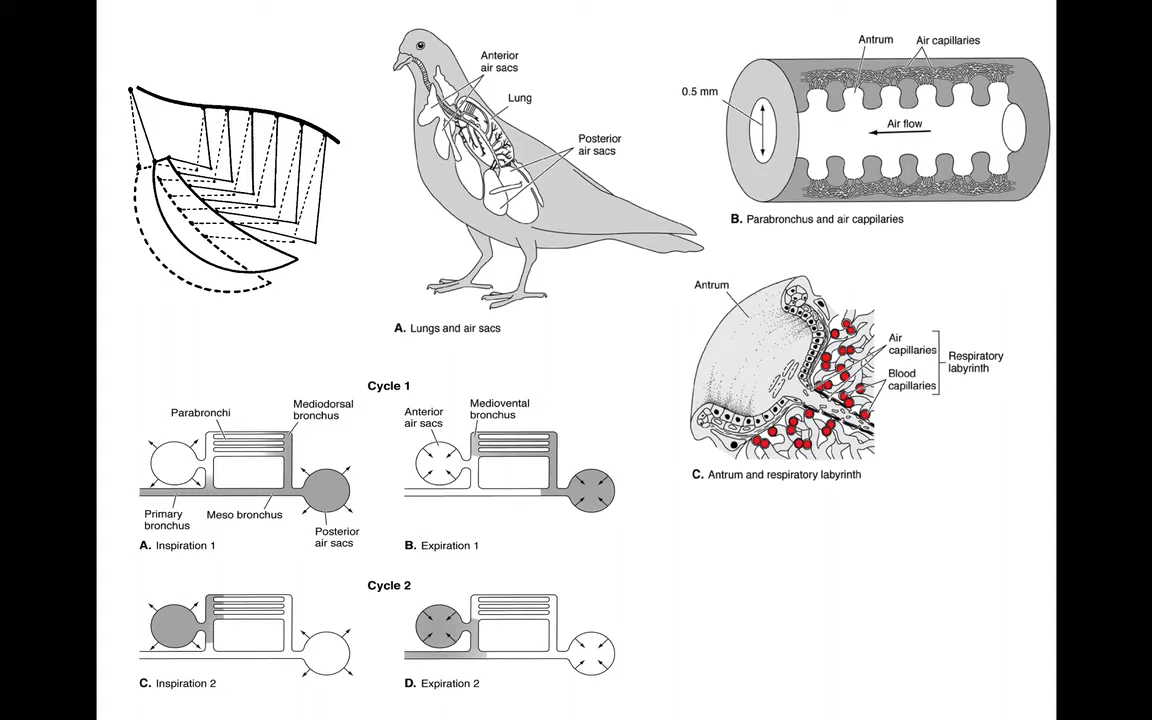 Anterior
air sacs
Lung
Posterior
air sacs
A. Lungs and air sacs
Antrum
Air capillaries
0.5 mm
Air flow
B. Parabronchus and air cappilaries
Antrum
Air
capillaries
Blood
capillaries
Respiratory
labyrinth
C. Antrum and respiratory labyrinth
Cycle 1
Parabronchi
Mediodorsal
bronchus
Primary
bronchus
Meso bronchus
Posterior
air sacs
A. Inspiration 1
Anterior
air sacs
Medioventral
bronchus
B. Expiration 1
Cycle 2
C. Inspiration 2
D. Expiration 2